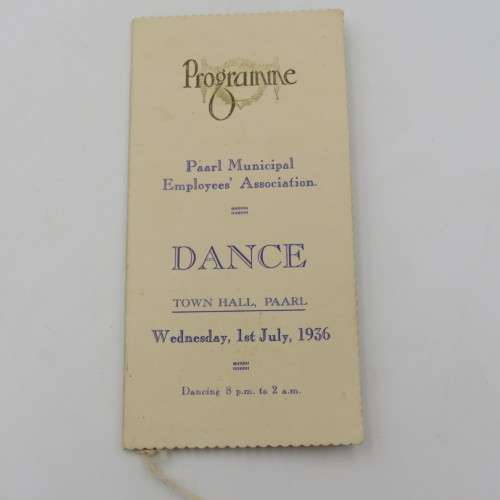 Programme
Paarl Municipal
Employees' Association.
DANCE
TOWN HALL, PAARL
Wednesday, 1st July, 1936
Dancing 8 p.m. to 2 a.m.